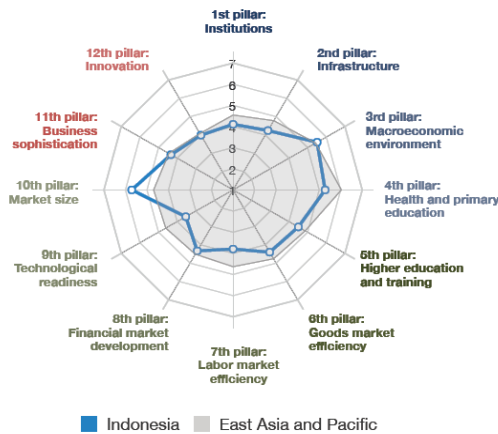 1st pillar:
Institutions
2nd pillar:
Infrastructure
3rd pillar:
Macroeconomic
environment
4th pillar:
Health and primary
education
5th pillar:
Higher education
and training
6th pillar:
Goods market
efficiency
7th pillar:
Labor market
efficiency
8th pillar:
Financial market
development
9th pillar:
Technological
readiness
10th pillar:
Market size
11th pillar:
Business
sophistication
12th pillar:
Innovation
7
6
5
4
3
2
1
Indonesia
East Asia and Pacific